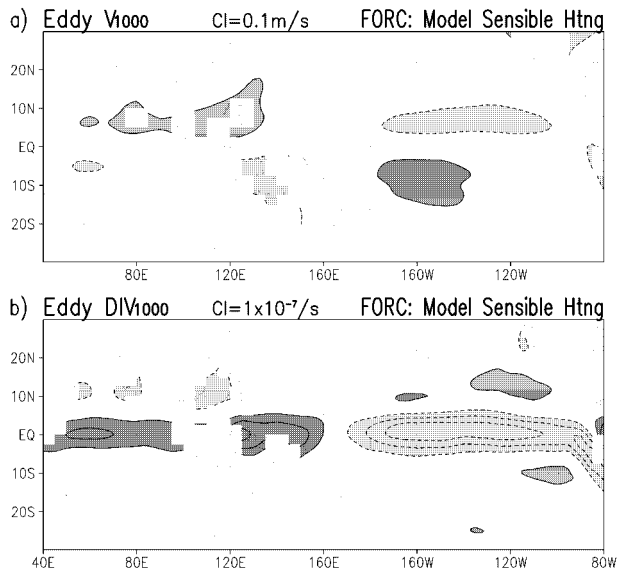 a) Eddy V1000 CI=0.1m/s FORC: Model Sensible Htng
20N
10N
EQ
10S
20S
80E 120E 160E 160W 120W
b) Eddy DIV1000 CI=1x10⁻⁷/s FORC: Model Sensible Htng
20N
10N
EQ
10S
20S
40E 80E 120E 160E 160W 120W 80W